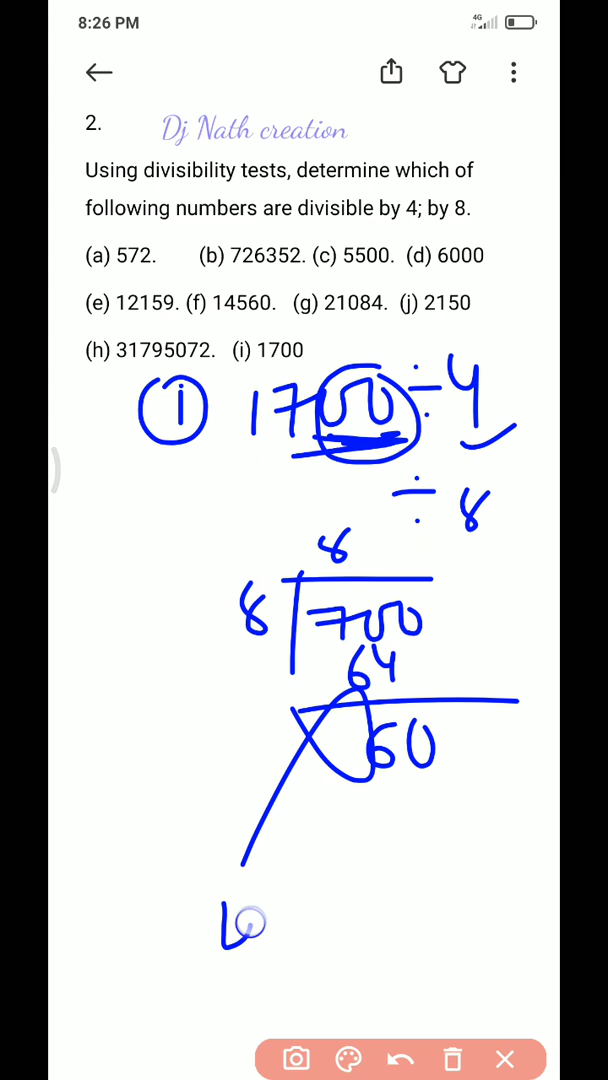 8:26 PM
4G
2.
Dj Nath creation
Using divisibility tests, determine which of
following numbers are divisible by 4; by 8.
(a) 572. (b) 726352. (c) 5500. (d) 6000
(e) 12159. (f) 14560. (g) 21084. (j) 2150
(h) 31795072. (i) 1700
i 1700 ÷ 4
÷ 8
8
8 700
64
60